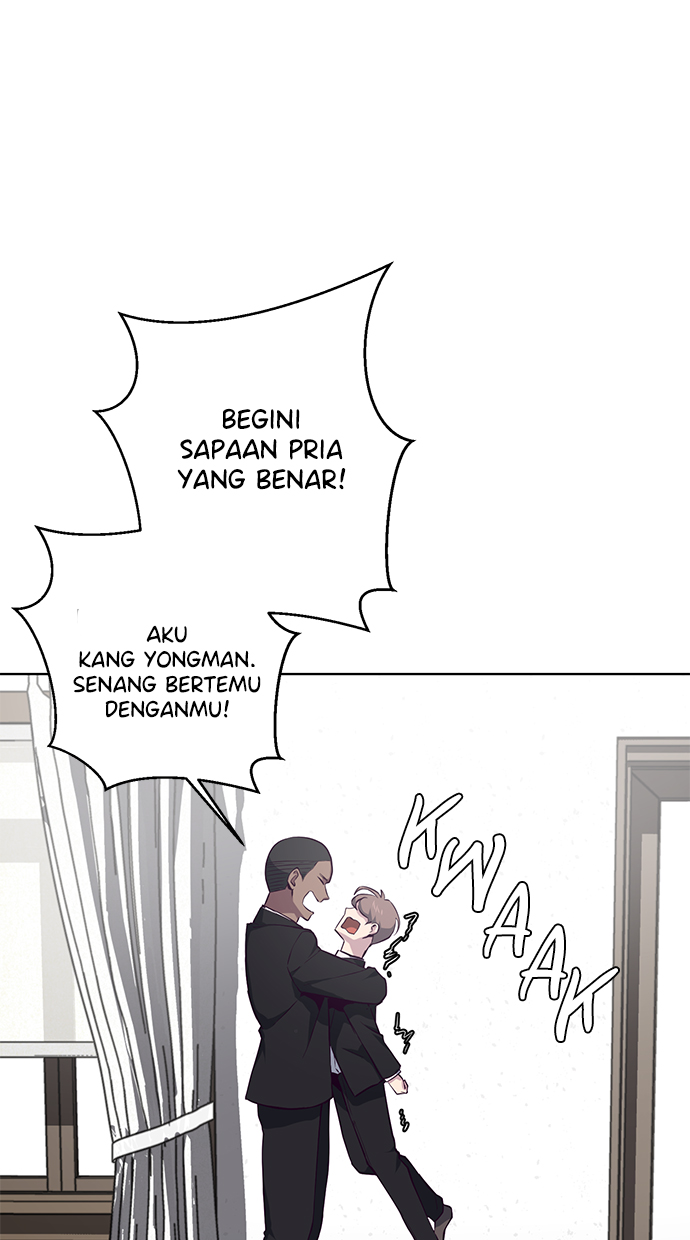 BEGINI
SAPAAN PRIA
YANG BENAR!
AKU
KANG YONGMAN.
SENANG BERTEMU
DENGANMU!
KWAAK